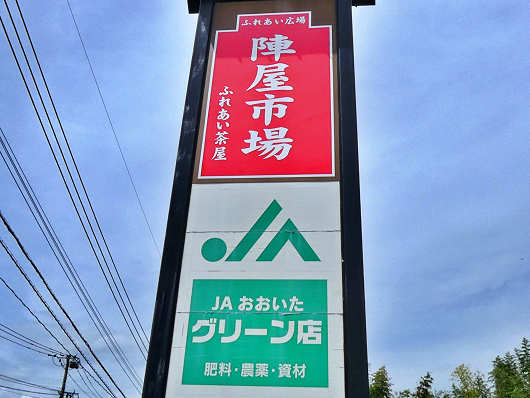 ふれあい広場
陣屋市場
ふれあい茶屋
JA
JA おおいた
グリーン店
肥料・農薬・資材